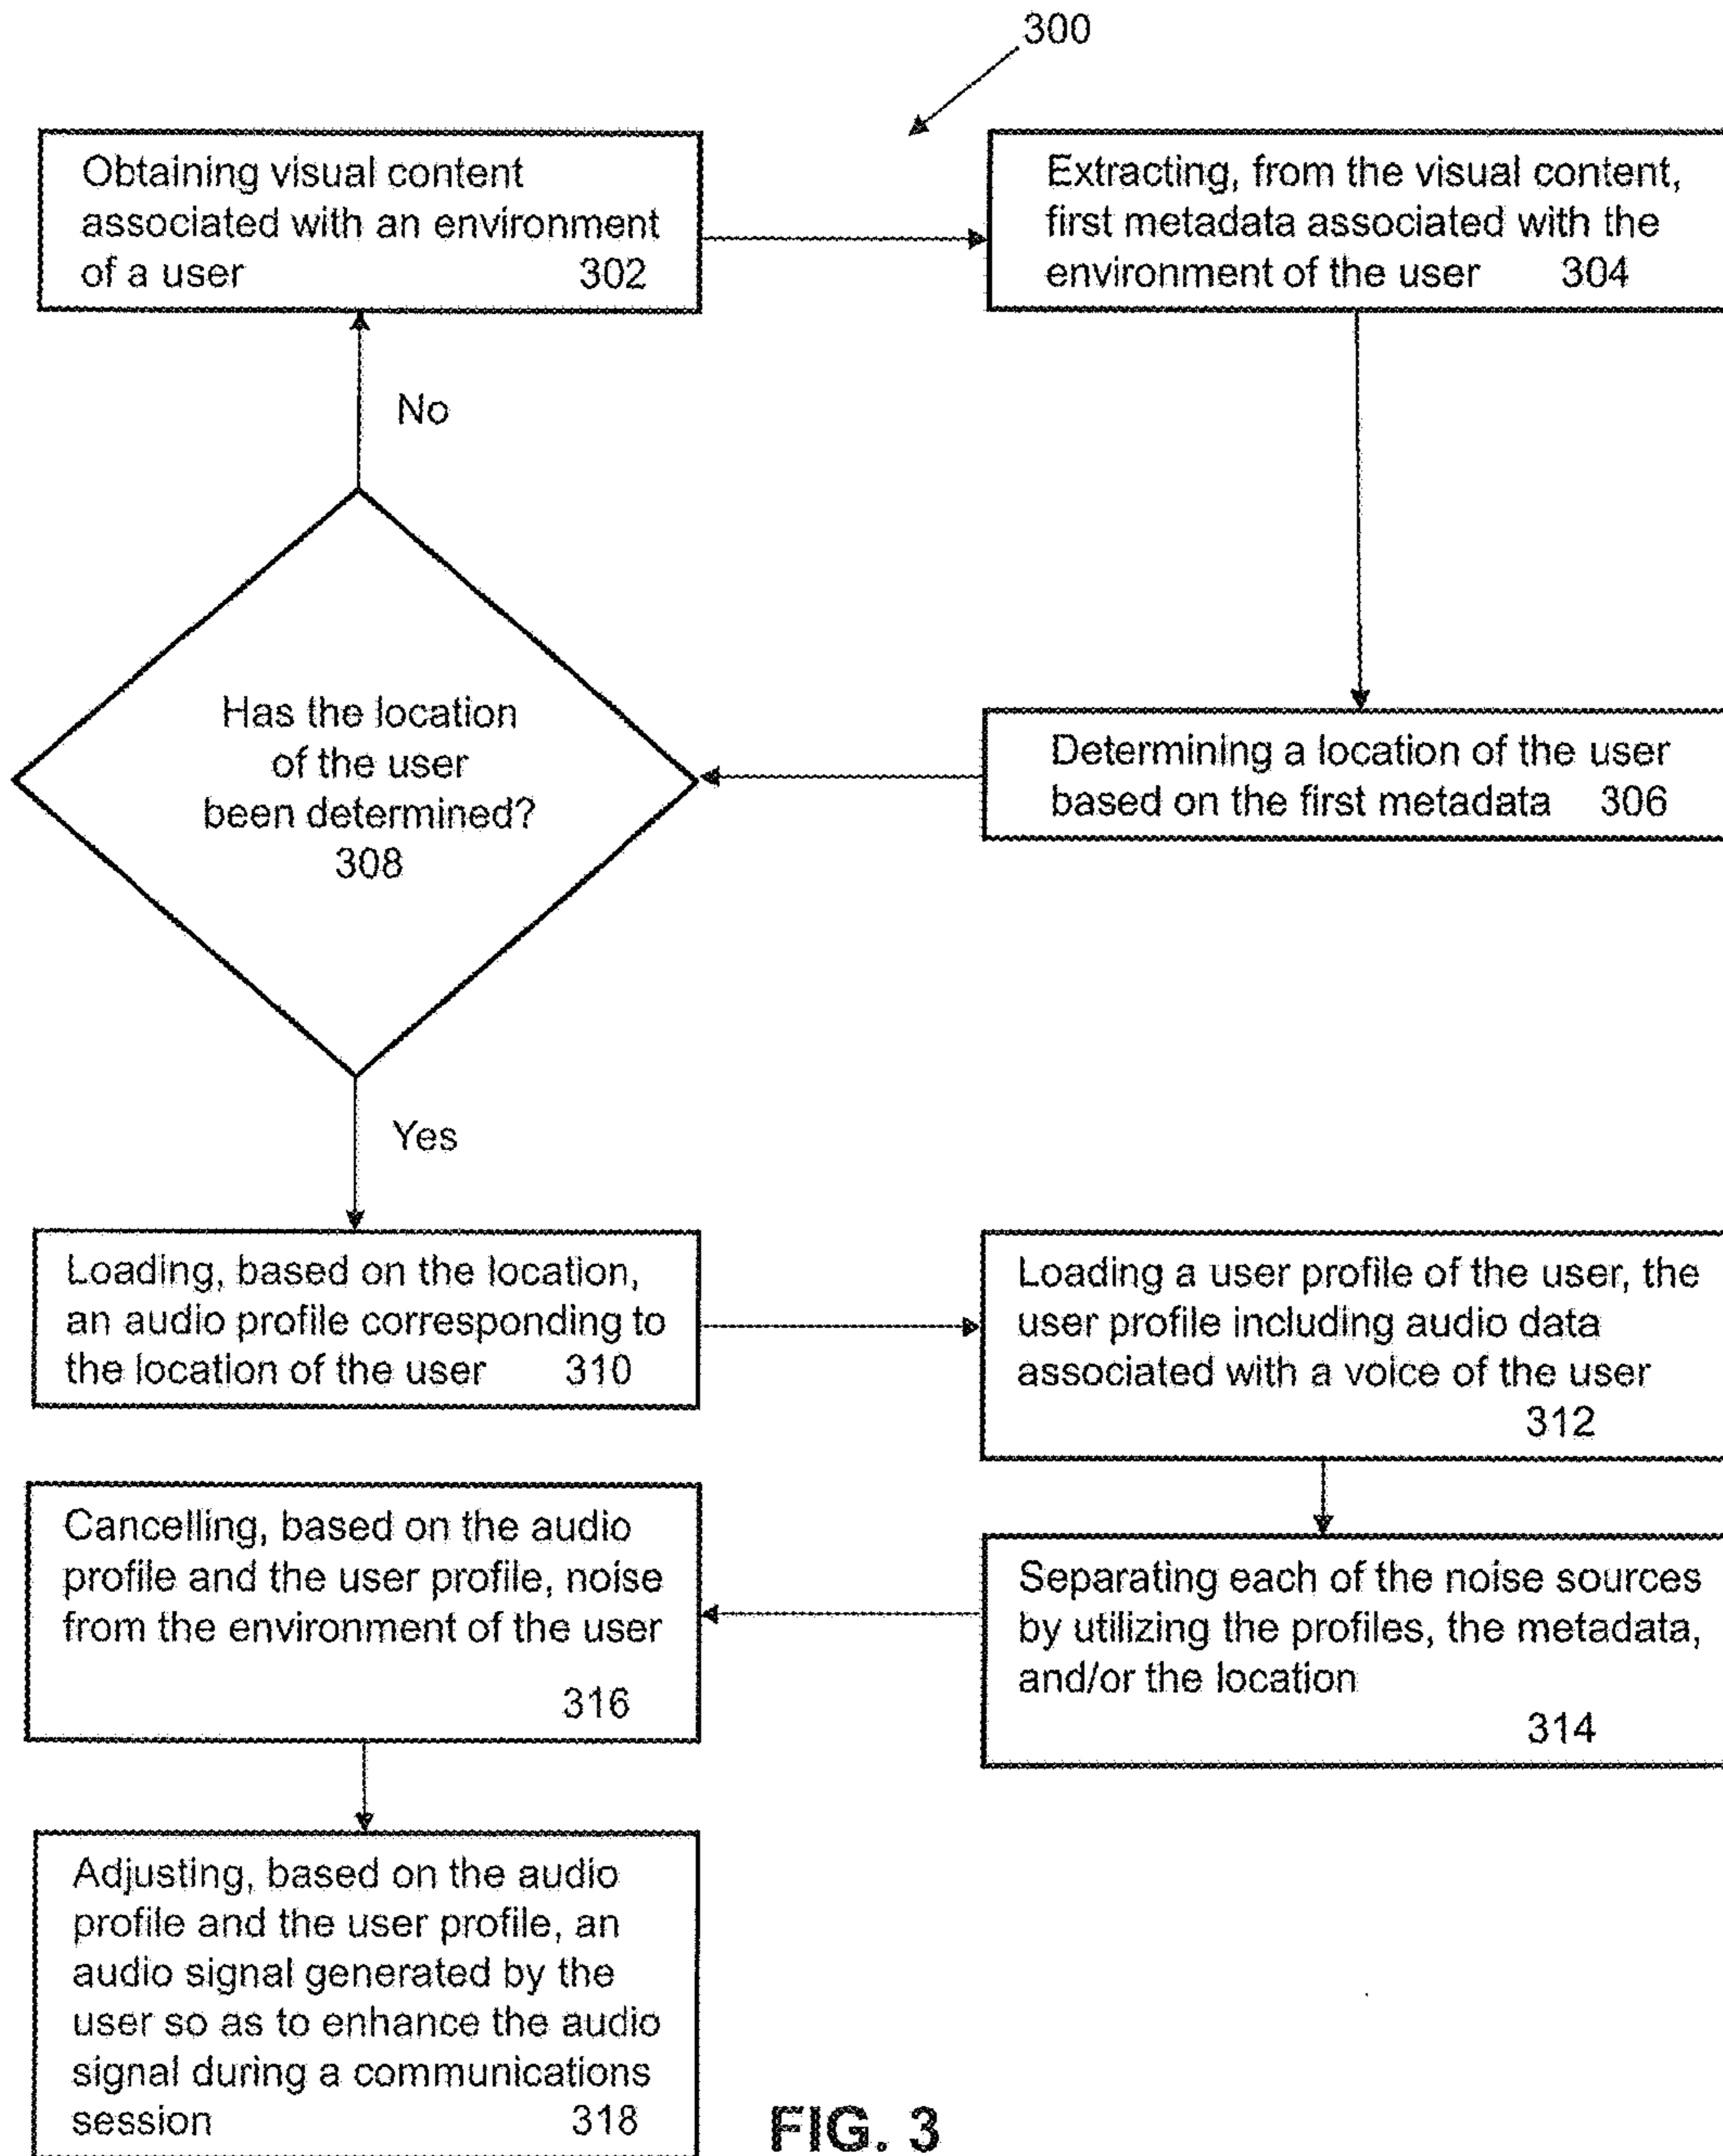 300
Obtaining visual content
associated with an environment
of a user 302
Extracting, from the visual content,
first metadata associated with the
environment of the user 304
No
Has the location
of the user
been determined?
308
Determining a location of the user
based on the first metadata 306
Yes
Loading, based on the location,
an audio profile corresponding to
the location of the user 310
Loading a user profile of the user, the
user profile including audio data
associated with a voice of the user
312
Cancelling, based on the audio
profile and the user profile, noise
from the environment of the user
316
Separating each of the noise sources
by utilizing the profiles, the metadata,
and/or the location
314
Adjusting, based on the audio
profile and the user profile, an
audio signal generated by the
user so as to enhance the audio
signal during a communications
session 318
FIG. 3